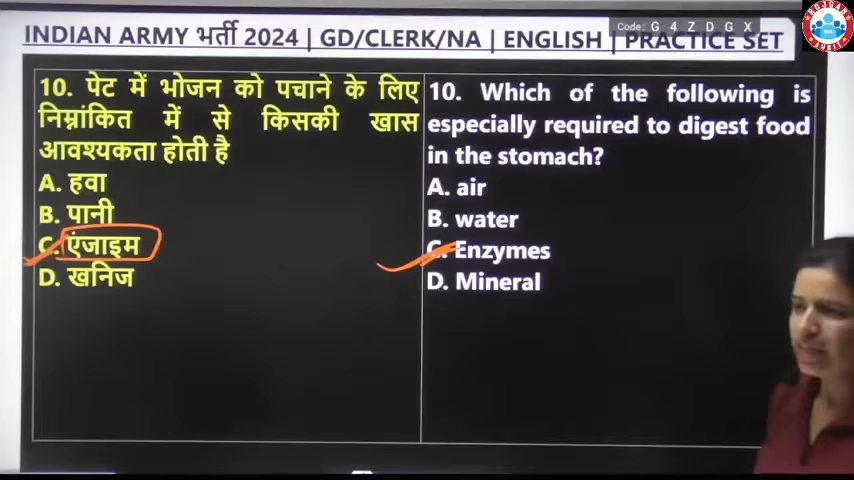 Code: G 4 Z D G X
INDIAN ARMY भर्ती 2024 | GD/CLERK/NA | ENGLISH | PRACTICE SET
ROJGAR
ANKIT
10. पेट में भोजन को पचाने के लिए
निम्नांकित में से किसकी खास
आवश्यकता होती है
A. हवा
B. पानी
C. एंजाइम
D. खनिज
10. Which of the following is
especially required to digest food
in the stomach?
A. air
B. water
C. Enzymes
D. Mineral